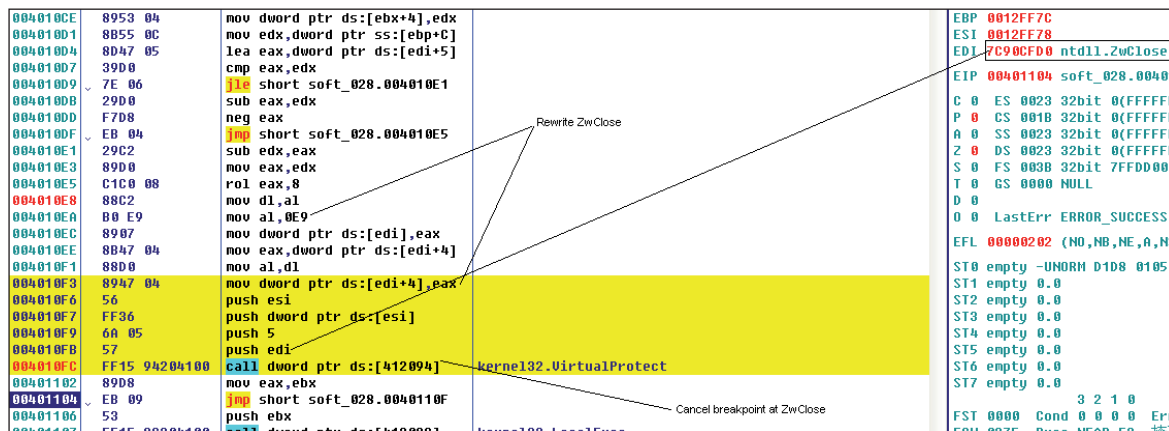 004010CE 8953 04 mov dword ptr ds:[ebx+4],edx
004010D1 8B55 0C mov edx,dword ptr ss:[ebp+C]
004010D4 8D47 05 lea eax,dword ptr ds:[edi+5]
004010D7 39D0 cmp eax,edx
004010D9 7E 06 jle short soft_028.004010E1
004010DB 29D0 sub eax,edx
004010DD F7D8 neg eax
004010DF EB 04 jmp short soft_028.004010E5
004010E1 29C2 sub edx,eax
004010E3 89D0 mov eax,edx
004010E5 C1C0 08 rol eax,8
004010E8 88C2 mov dl,al
004010EA B0 E9 mov al,0E9
004010EC 8907 mov dword ptr ds:[edi],eax
004010EE 8B47 04 mov eax,dword ptr ds:[edi+4]
004010F1 88D0 mov al,dl
004010F3 8947 04 mov dword ptr ds:[edi+4],eax
004010F6 56 push esi
004010F7 FF36 push dword ptr ds:[esi]
004010F9 6A 05 push 5
004010FB 57 push edi
004010FC FF15 94204100 call dword ptr ds:[412094] kernel32.VirtualProtect
00401102 89D8 mov eax,ebx
00401104 EB 09 jmp short soft_028.0040110F
00401106 53 push ebx
Rewrite ZwClose
Cancel breakpoint at ZwClose
EBP 0012FF7C
ESI 0012FF78
EDI 7C90CFD0 ntdll.ZwClose
EIP 00401104 soft_028.0040
C 0 ES 0023 32bit 0(FFFFF
P 0 CS 001B 32bit 0(FFFFF
A 0 SS 0023 32bit 0(FFFFF
Z 0 DS 0023 32bit 0(FFFFF
S 0 FS 003B 32bit 7FFDD00
T 0 GS 0000 NULL
D 0
O 0 LastErr ERROR_SUCCESS
EFL 00000202 (NO,NB,NE,A,N
ST0 empty -UNORM D1D8 0105
ST1 empty 0.0
ST2 empty 0.0
ST3 empty 0.0
ST4 empty 0.0
ST5 empty 0.0
ST6 empty 0.0
ST7 empty 0.0
3 2 1 0
FST 0000 Cond 0 0 0 0 Er